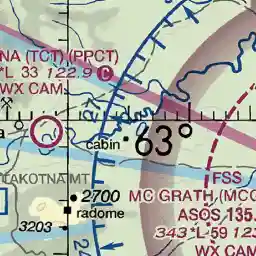 NA (TCT) (PPCT)
*L 33 122.9 C
WX CAM
a
cabin
63°
TAKOTNA MT
2700
radome
3203
24
FSS
MC GRATH (MCG
ASOS 135.
343 *L 59 123
WX CAM